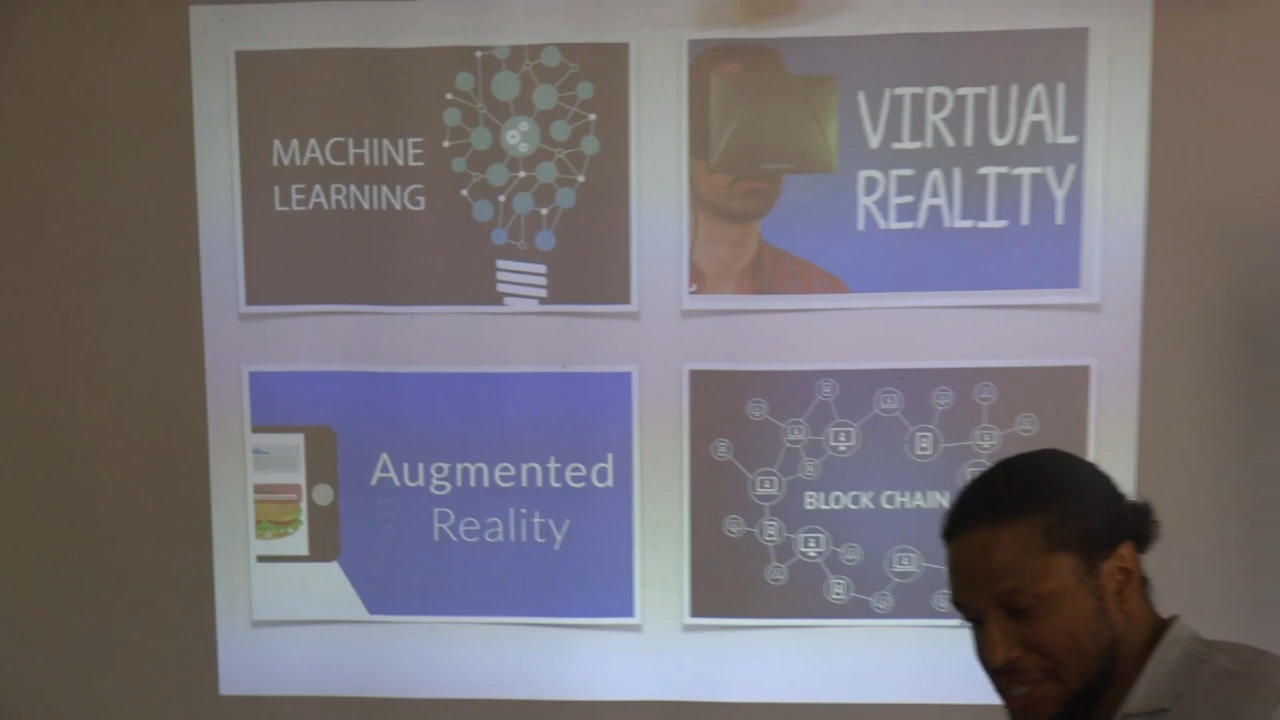 MACHINE
LEARNING
VIRTUAL
REALITY
Augmented
Reality
BLOCK CHAIN